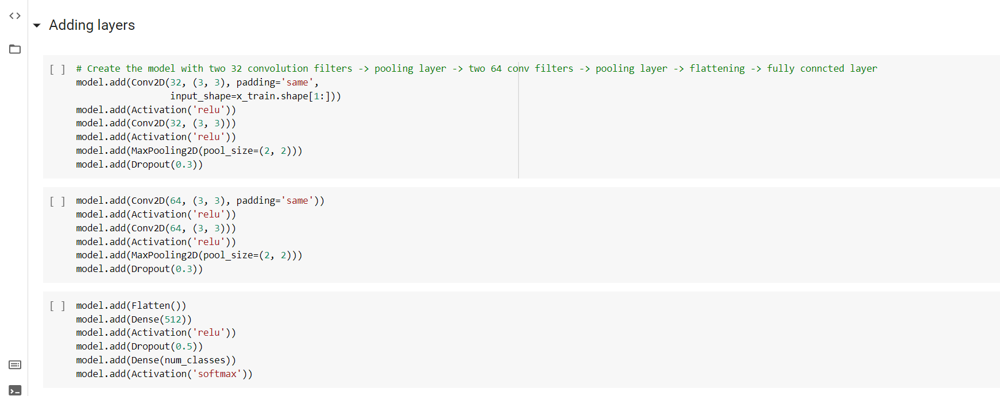 Adding layers
[ ] # Create the model with two 32 convolution filters -> pooling layer -> two 64 conv filters -> pooling layer -> flattening -> fully conncted layer
model.add(Conv2D(32, (3, 3), padding='same',
                 input_shape=x_train.shape[1:]))
model.add(Activation('relu'))
model.add(Conv2D(32, (3, 3)))
model.add(Activation('relu'))
model.add(MaxPooling2D(pool_size=(2, 2)))
model.add(Dropout(0.3))
[ ] model.add(Conv2D(64, (3, 3), padding='same'))
model.add(Activation('relu'))
model.add(Conv2D(64, (3, 3)))
model.add(Activation('relu'))
model.add(MaxPooling2D(pool_size=(2, 2)))
model.add(Dropout(0.3))
[ ] model.add(Flatten())
model.add(Dense(512))
model.add(Activation('relu'))
model.add(Dropout(0.5))
model.add(Dense(num_classes))
model.add(Activation('softmax'))